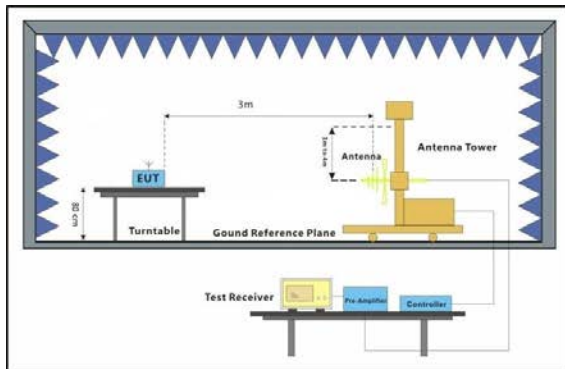 3m
1m to 4m
Antenna
Antenna Tower
EUT
80 cm
Turntable
Gound Reference Plane
Test Receiver
Pre-Amplifier
Controller